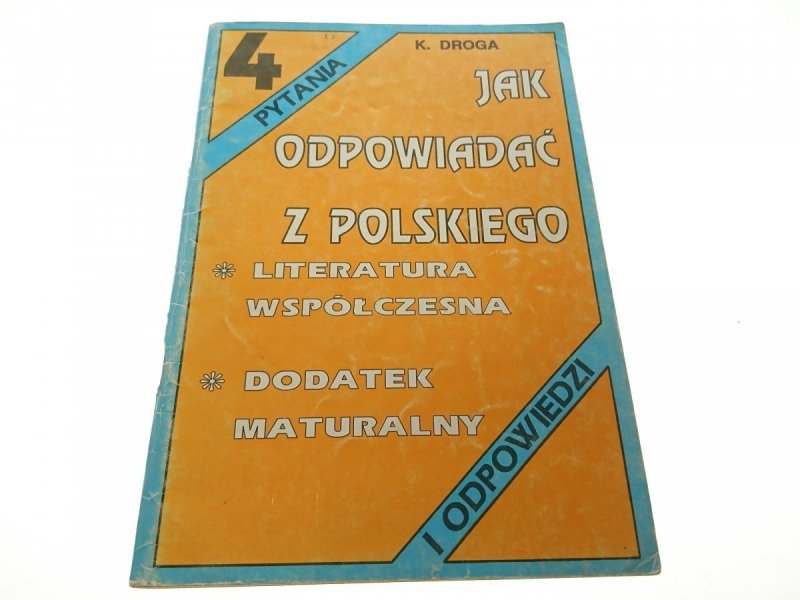 4
K. DROGA
PYTANIA
JAK
ODPOWIADAĆ
Z POLSKIEGO
LITERATURA
WSPÓŁCZESNA
DODATEK
MATURALNY
I ODPOWIEDZI